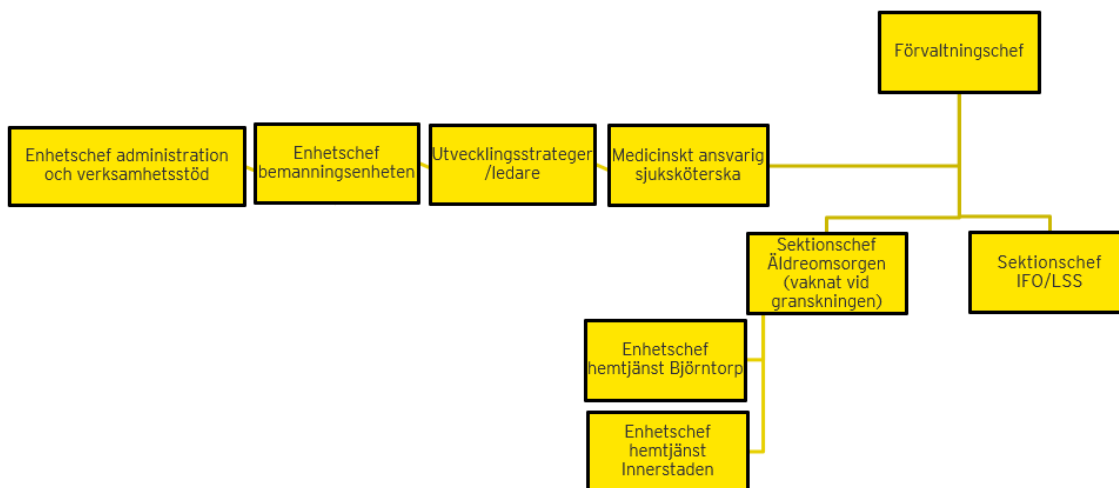 Förvaltningschef
Enhetschef administration
och verksamhetsstöd
Enhetschef
bemanningsenheten
Utvecklingsstrateger
/ledare
Medicinskt ansvarig
sjuksköterska
Sektionschef
Äldreomsorgen
(vaknat vid
granskningen)
Sektionschef
IFO/LSS
Enhetschef
hemtjänst Björntorp
Enhetschef
hemtjänst
Innerstaden